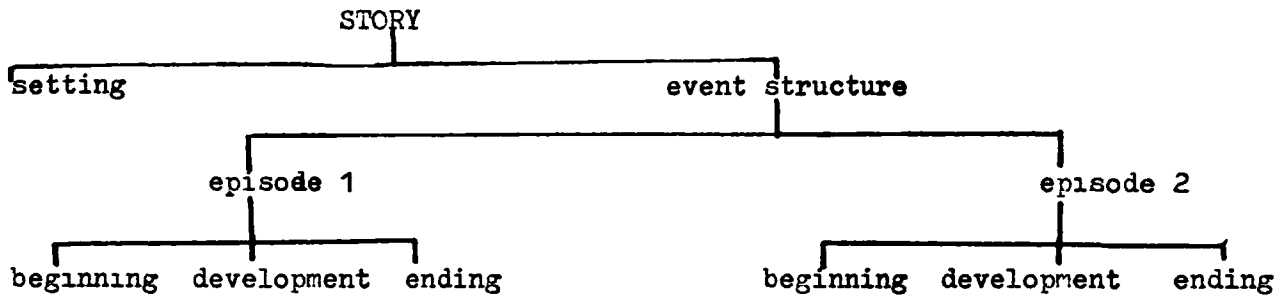 STORY
setting event structure
episode 1 episode 2
beginning development ending beginning development ending